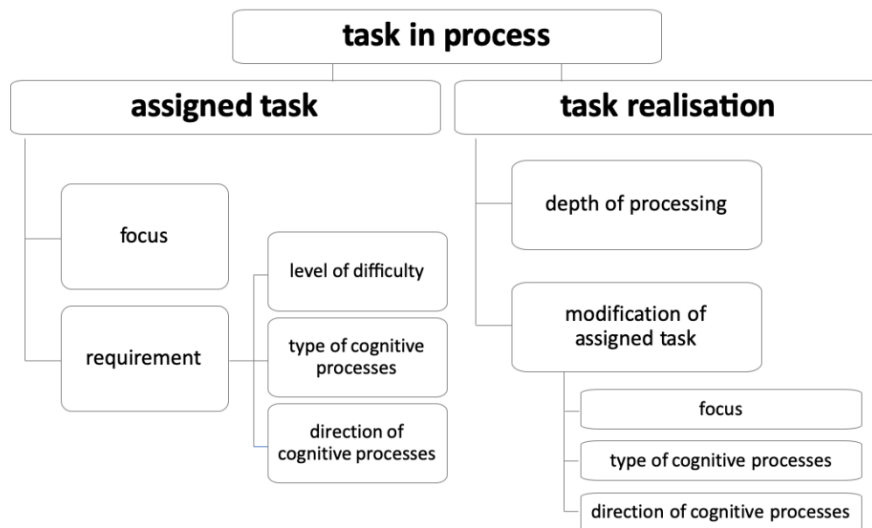 task in process
assigned task
focus
requirement
level of difficulty
type of cognitive
processes
direction of
cognitive processes
task realisation
depth of processing
modification of
assigned task
focus
type of cognitive processes
direction of cognitive processes